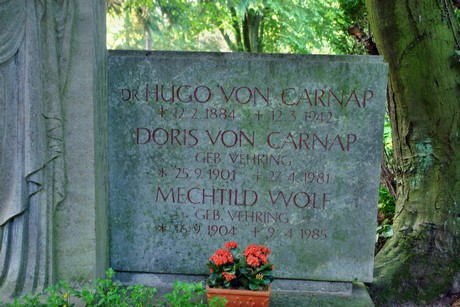 DR HUGO VON CARNAP
* 12.2.1884 + 12.3.1942
DORIS VON CARNAP
GEB VEHRING
* 25.9.1901 + 27.4.1981
MECHTILD WOLF
GEB. VEHRING
* 16.9.1904 + 9.4.1985